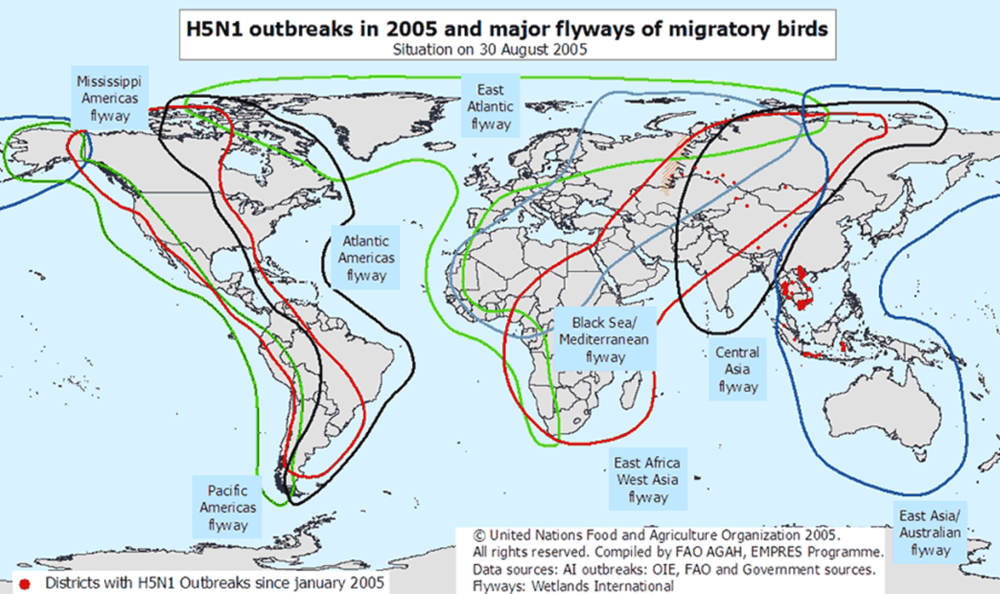 H5N1 outbreaks in 2005 and major flyways of migratory birds
Situation on 30 August 2005
Mississippi
Americas
flyway
East
Atlantic
flyway
Atlantic
Americas
flyway
Black Sea/
Mediterranean
flyway
Central
Asia
flyway
East Africa
West Asia
flyway
Pacific
Americas
flyway
East Asia/
Australian
flyway
© United Nations Food and Agriculture Organization 2005.
All rights reserved. Compiled by FAO AGAH, EMPRES Programme.
Data sources: AI outbreaks: OIE, FAO and Government sources.
Flyways: Wetlands International
Districts with H5N1 Outbreaks since january 2005